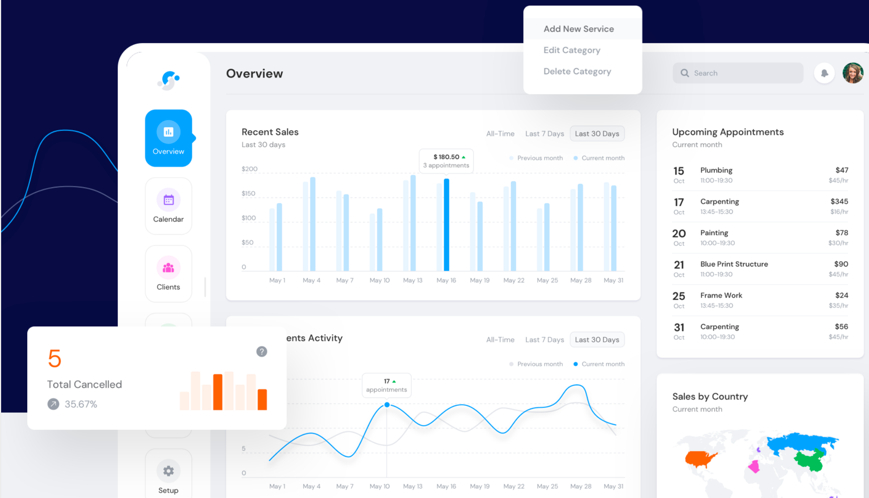 Add New Service
Edit Category
Delete Category
Overview
Search
Overview
Calendar
Clients
Setup
Recent Sales
Last 30 days
All-Time Last 7 Days Last 30 Days
Previous month Current month
$ 180.50
3 appointments
$200
$150
$100
$50
0
May 1 May 4 May 7 May 10 May 13 May 16 May 19 May 22 May 25 May 28 May 31
Upcoming Appointments
Current month
15 Plumbing $47
Oct 11:00-19:30 $45/hr
17 Carpenting $345
Oct 13:45-15:30 $16/hr
20 Painting $78
Oct 10:00-19:30 $30/hr
21 Blue Print Structure $90
Oct 11:00-19:30 $45/hr
25 Frame Work $24
Oct 13:45-15:30 $35/hr
31 Carpenting $56
Oct 10:00-19:30 $45/hr
5
?
Total Cancelled
35.67%
ents Activity
All-Time Last 7 Days Last 30 Days
Previous month Current month
17
appointments
$
0
May 1 May 4 May 7 May 10 May 13 May 16 May 19 May 22 May 25 May 28 May 31
Sales by Country
Current month